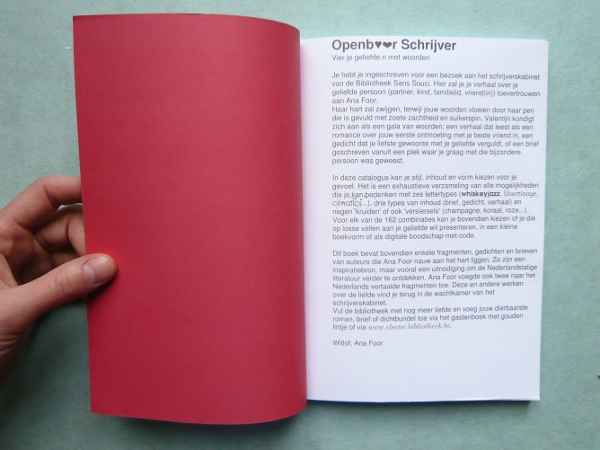 Openb♥♥r Schrijver
Vier je geliefde.n met woorden
Je hebt je ingeschreven voor een bezoek aan het schrijverskabinet
van de Bibliotheek Sans Souci. Hier zal je je verhaal over je
geliefde persoon (partner, kind, familielid, vriend(in)) toevertrouwen
aan Ana Foor.
Haar hart zal zwijgen, terwijl jouw woorden vloeien door haar pen
die is gevuld met zoete zachtheid en suikerspin. Valentijn kondigt
zich aan als een gala van woorden: een verhaal dat leest als een
romance over jouw eerste ontmoeting met je beste vriend.in, een
gedicht dat je liefste gewoonte met je geliefde verguldt, of een brief
geschreven vanuit een plek waar je graag met die bijzondere
persoon was geweest.
In deze catalogus kan je stijl, inhoud en vorm kiezen voor je
gevoel. Het is een exhaustieve verzameling van alle mogelijkheden
die je kan bedenken met zes lettertypes (whiskeyjazz, libertinage,
cimatics...), drie types van inhoud (brief, gedicht, verhaal) en
negen 'kruiden' of ook 'versiersels' (champagne, koraal, roze...).
Voor elk van de 162 combinaties kan je bovendien kiezen of je die
op losse vellen aan je geliefde wil presenteren, in een kleine
boekvorm of als digitale boodschap-met-code.
Dit boek bevat bovendien enkele fragmenten, gedichten en brieven
van auteurs die Ana Foor nauw aan het hart liggen. Ze zijn een
inspiratiebron, maar vooral een uitnodiging om de Nederlandstalige
literatuur verder te ontdekken. Ana Foor voegde ook twee naar het
Nederlands vertaalde fragmenten toe. Deze en andere werken
over de liefde vind je terug in de wachtkamer van het
schrijverskabinet.
Vul de bibliotheek met nog meer liefde en voeg jouw dierbaarste
roman, brief of dichtbundel toe via het gastenboek met gouden
lintje of via www.elsene.bibliotheek.be.
Witlof, Ana Foor